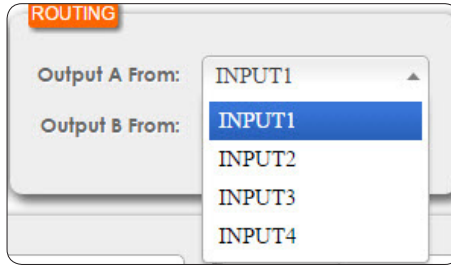 ROUTING
Output A From: INPUT1
Output B From:
INPUT1
INPUT2
INPUT3
INPUT4